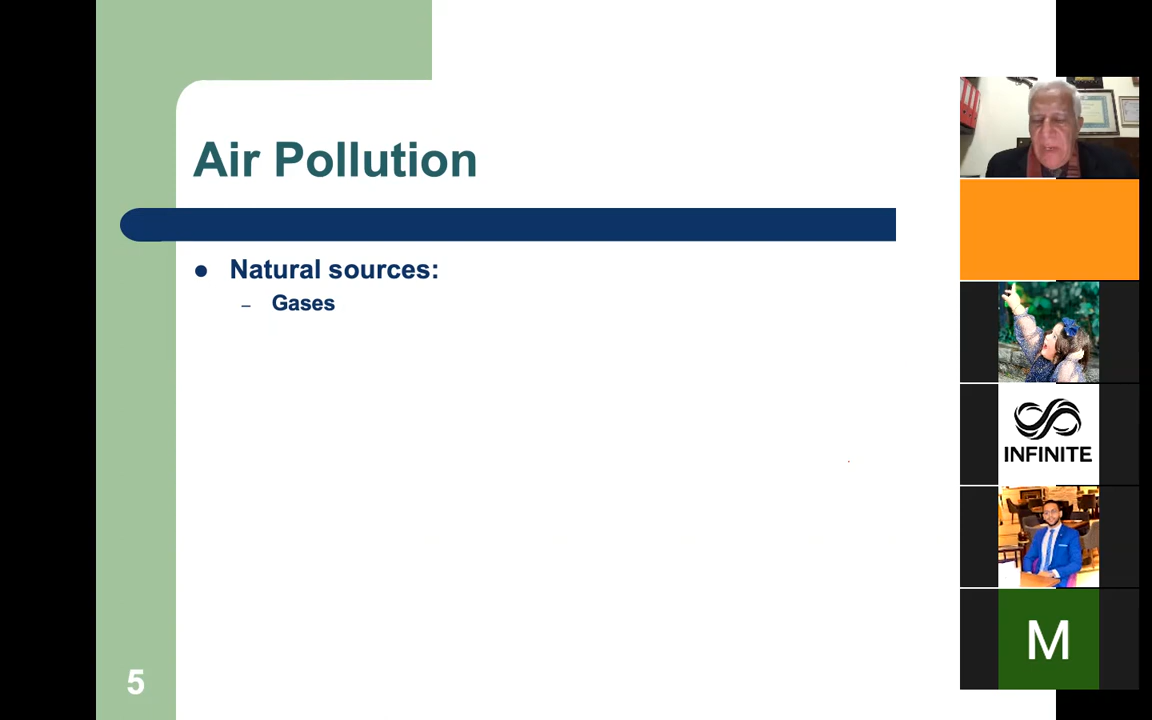 Air Pollution
● Natural sources:
– Gases
5
INFINITE
M